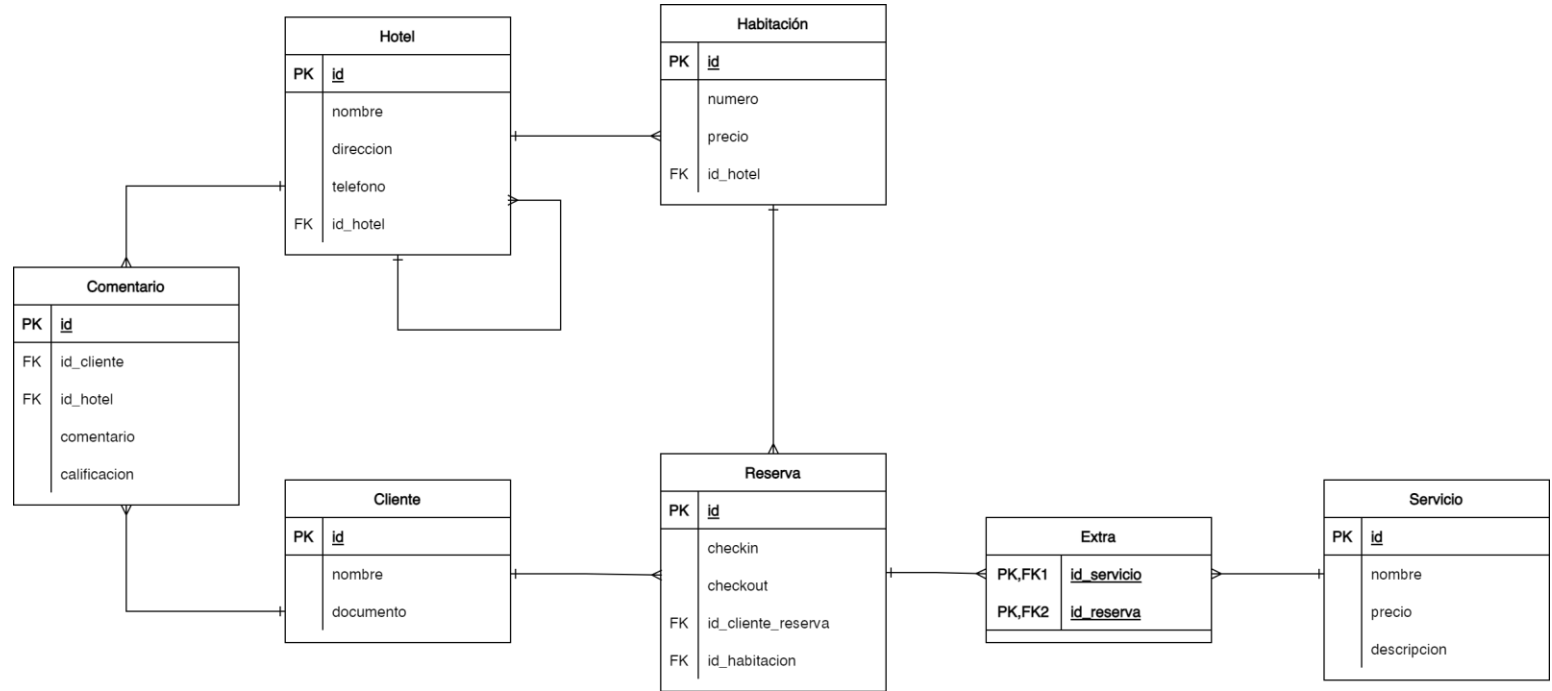 Hotel
PK id
nombre
direccion
telefono
FK id_hotel
Habitación
PK id
numero
precio
FK id_hotel
Comentario
PK id
FK id_cliente
FK id_hotel
comentario
calificacion
Cliente
PK id
nombre
documento
Reserva
PK id
checkin
checkout
FK id_cliente_reserva
FK id_habitacion
Extra
PK,FK1 id_servicio
PK,FK2 id_reserva
Servicio
PK id
nombre
precio
descripcion